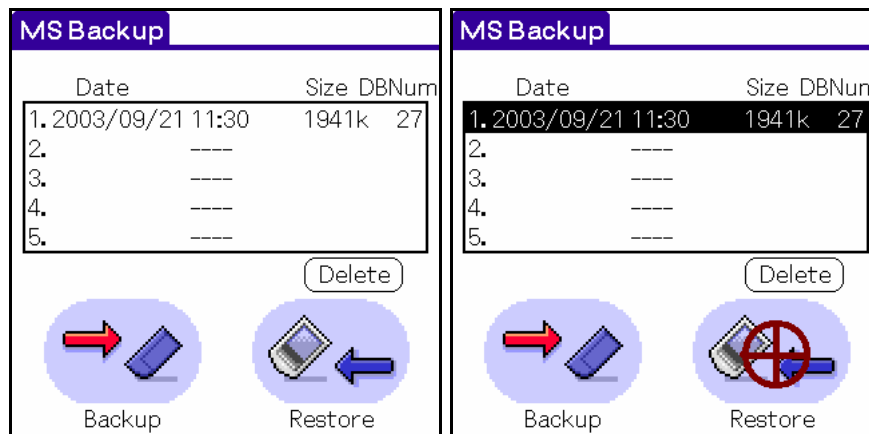 MS Backup
Date Size DBNum
1. 2003/09/21 11:30 1941k 27
2. ----
3. ----
4. ----
5. ----
Delete
Backup Restore
MS Backup
Date Size DBNun
1. 2003/09/21 11:30 1941k 27
2. ----
3. ----
4. ----
5. ----
Delete
Backup Restore